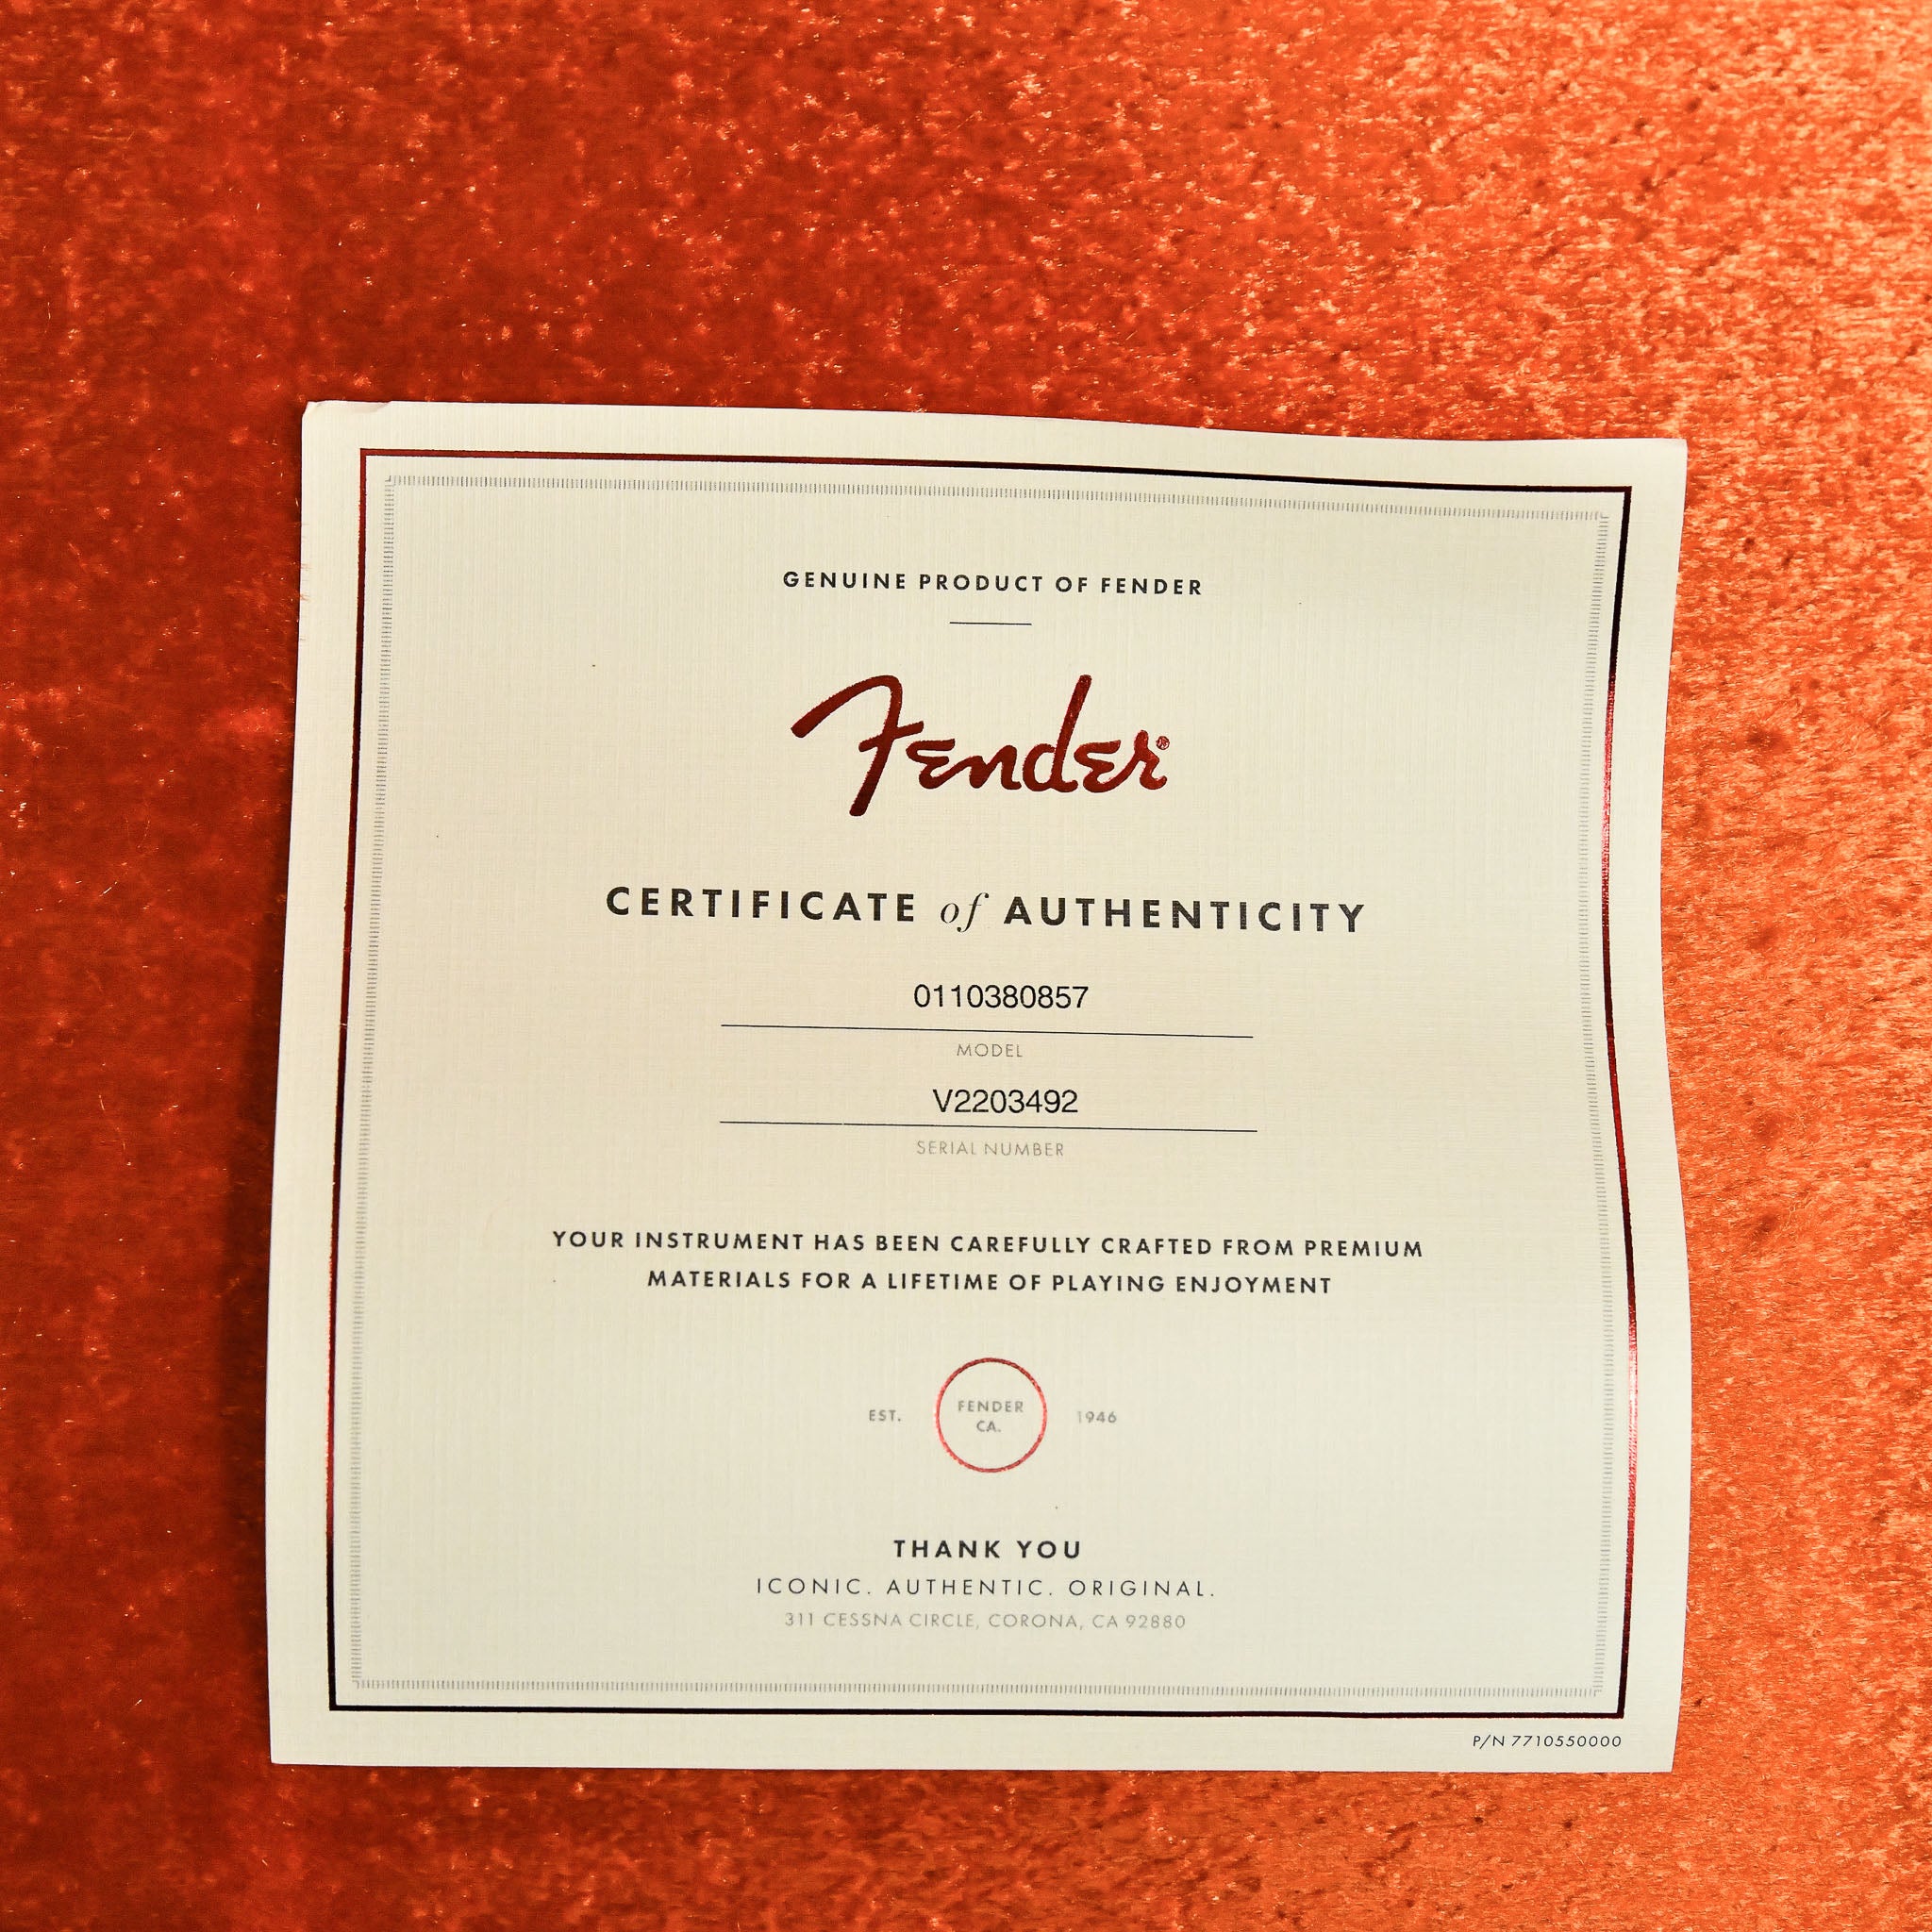 GENUINE PRODUCT OF FENDER
Fender®
CERTIFICATE of AUTHENTICITY
0110380857
MODEL
V2203492
SERIAL NUMBER
YOUR INSTRUMENT HAS BEEN CAREFULLY CRAFTED FROM PREMIUM
MATERIALS FOR A LIFETIME OF PLAYING ENJOYMENT
EST. FENDER 1946
CA.
THANK YOU
ICONIC. AUTHENTIC. ORIGINAL.
311 CESSNA CIRCLE, CORONA, CA 92880
P/N 7710550000